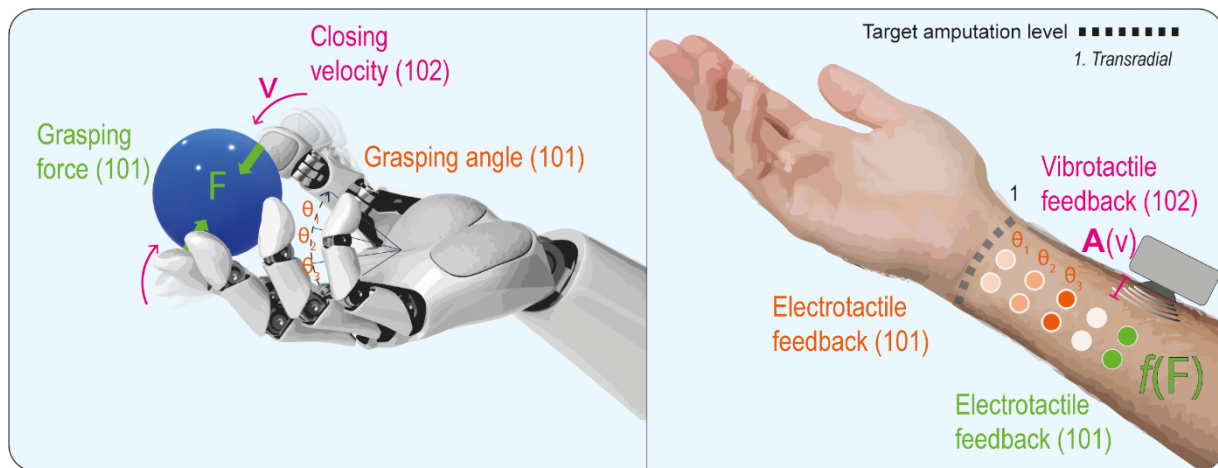 Closing
velocity (102)
v
Grasping
force (101)
F
Grasping angle (101)
θ1
θ2
θ3
Target amputation level
1. Transradial
1
Vibrotactile
feedback (102)
A(v)
θ1
θ2
θ3
Electrotactile
feedback (101)
f(F)
Electrotactile
feedback (101)